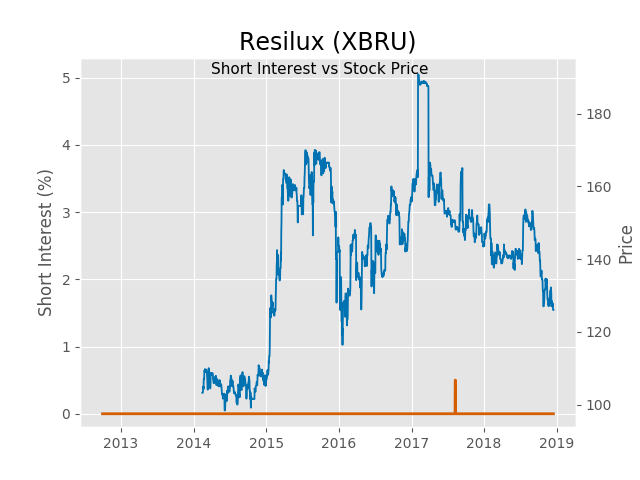 Resilux (XBRU)
Short Interest vs Stock Price
Short Interest (%)
5
4
3
2
1
0
180
160
140
120
100
Price
2013 2014 2015 2016 2017 2018 2019